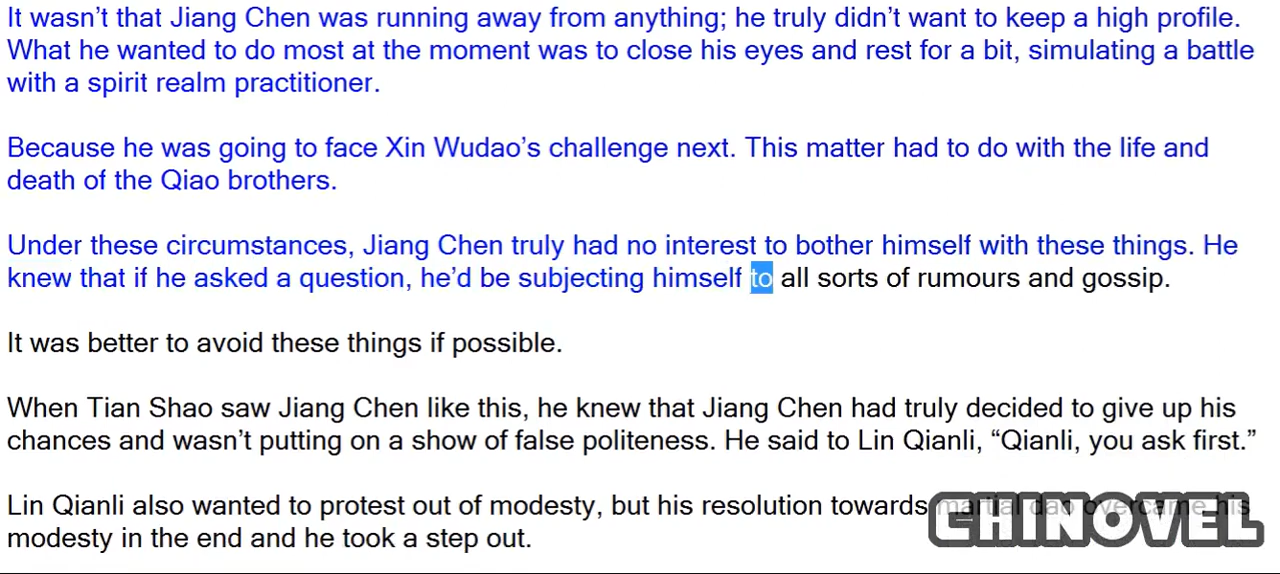 It wasn’t that Jiang Chen was running away from anything; he truly didn’t want to keep a high profile.
What he wanted to do most at the moment was to close his eyes and rest for a bit, simulating a battle
with a spirit realm practitioner.
Because he was going to face Xin Wudao’s challenge next. This matter had to do with the life and
death of the Qiao brothers.
Under these circumstances, Jiang Chen truly had no interest to bother himself with these things. He
knew that if he asked a question, he’d be subjecting himself to all sorts of rumours and gossip.
It was better to avoid these things if possible.
When Tian Shao saw Jiang Chen like this, he knew that Jiang Chen had truly decided to give up his
chances and wasn’t putting on a show of false politeness. He said to Lin Qianli, “Qianli, you ask first.”
Lin Qianli also wanted to protest out of modesty, but his resolution towards martial dao overcame his
modesty in the end and he took a step out.
CHINOVEL